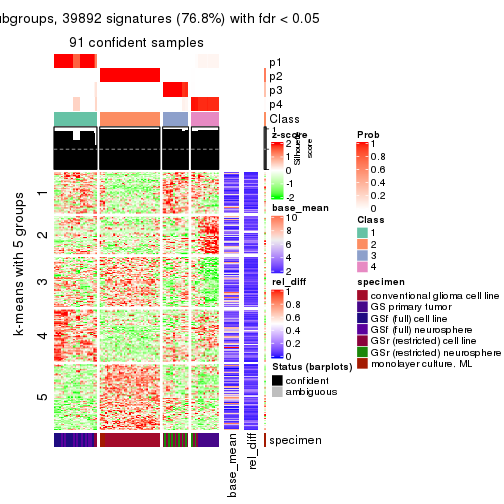 ubgroups, 39892 signatures (76.8%) with fdr < 0.05
91 confident samples
p1
p2
p3
p4
Class
1
Silhouette
score
k-means with 5 groups
1
2
3
4
5
specimen
base_mean
rel_diff
z-score
2
1
0
-1
-2
base_mean
10
8
6
4
2
rel_diff
1
0.8
0.6
0.4
0.2
0
Status (barplots)
confident
ambiguous
Prob
1
0.8
0.6
0.4
0.2
0
Class
1
2
3
4
specimen
conventional glioma cell line
GS primary tumor
GSf (full) cell line
GSf (full) neurosphere
GSr (restricted) cell line
GSr (restricted) neurosphere
monolayer culture, ML